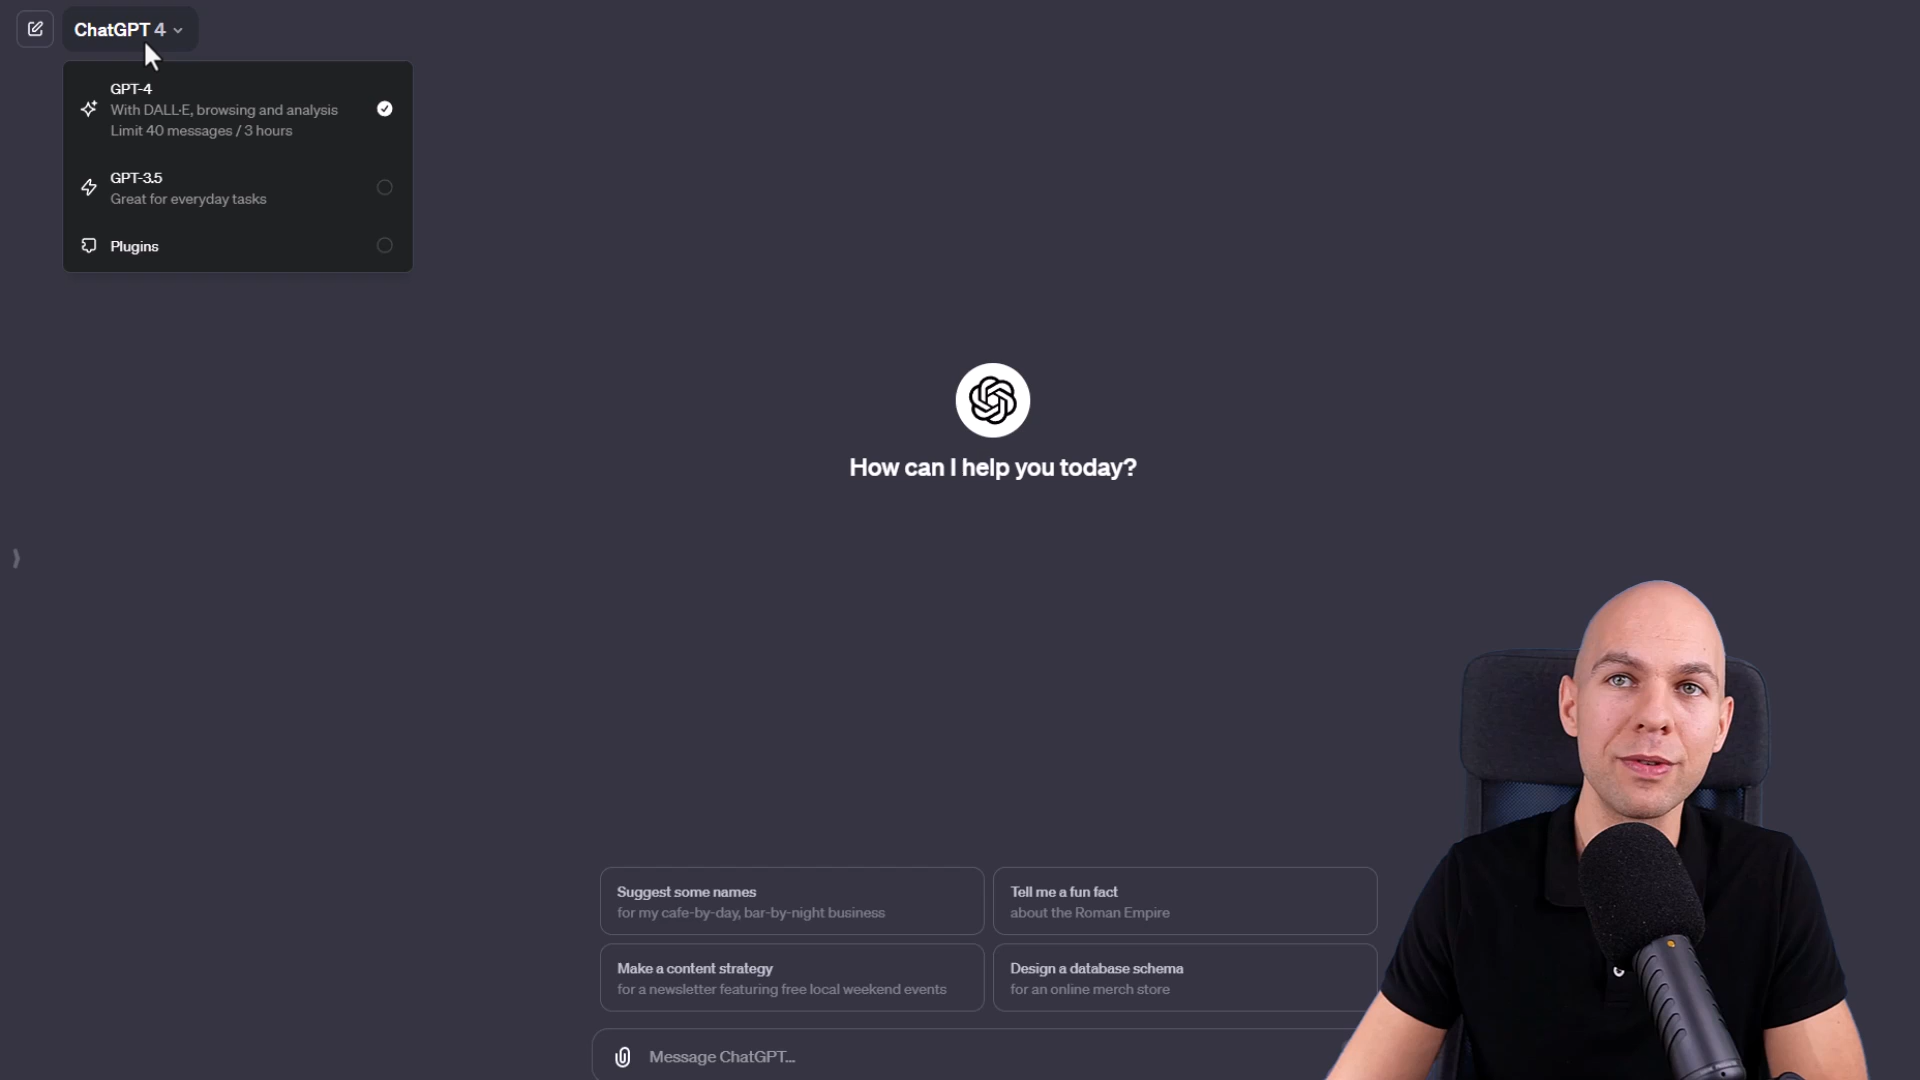 ChatGPT 4
GPT-4
With DALL·E, browsing and analysis
Limit 40 messages / 3 hours
GPT-3.5
Great for everyday tasks
Plugins
How can I help you today?
Suggest some names
for my cafe-by-day, bar-by-night business
Tell me a fun fact
about the Roman Empire
Make a content strategy
for a newsletter featuring free local weekend events
Design a database schema
for an online merch store
Message ChatGPT...